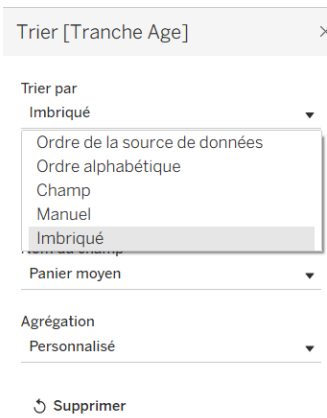 Trier [Tranche Age]
Trier par
Imbriqué
Ordre de la source de données
Ordre alphabétique
Champ
Manuel
Imbriqué
Nom du champ
Panier moyen
Agrégation
Personnalisé
Supprimer